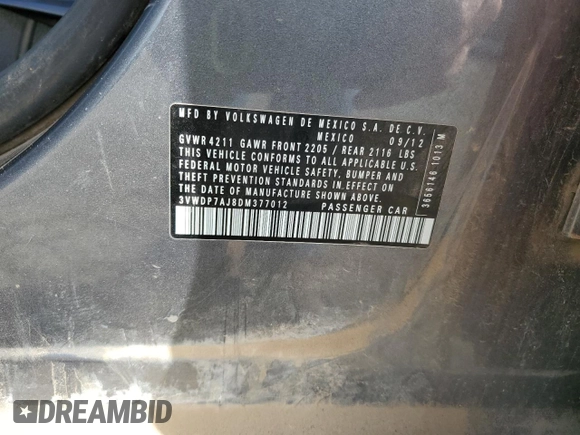 MFD BY VOLKSWAGEN DE MEXICO S.A. DE C.V.
MEXICO 09/12
GVWR 4211 GAWR FRONT 2205 / REAR 2116 LBS
THIS VEHICLE CONFORMS TO ALL APPLICABLE U.S.
FEDERAL MOTOR VEHICLE SAFETY, BUMPER AND
THEFT PREVENTION STANDARDS IN EFFECT ON
THE DATE OF MANUFACTURE SHOWN ABOVE.
3VWDP7AJ8DM377012 PASSENGER CAR
3656146 1013 M
DREAMBID